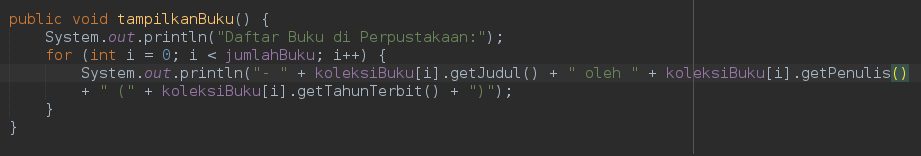 public void tampilkanBuku() {
    System.out.println("Daftar Buku di Perpustakaan:");
    for (int i = 0; i < jumlahBuku; i++) {
        System.out.println("- " + koleksiBuku[i].getJudul() + " oleh " + koleksiBuku[i].getPenulis()
        + " (" + koleksiBuku[i].getTahunTerbit() + ")");
    }
}